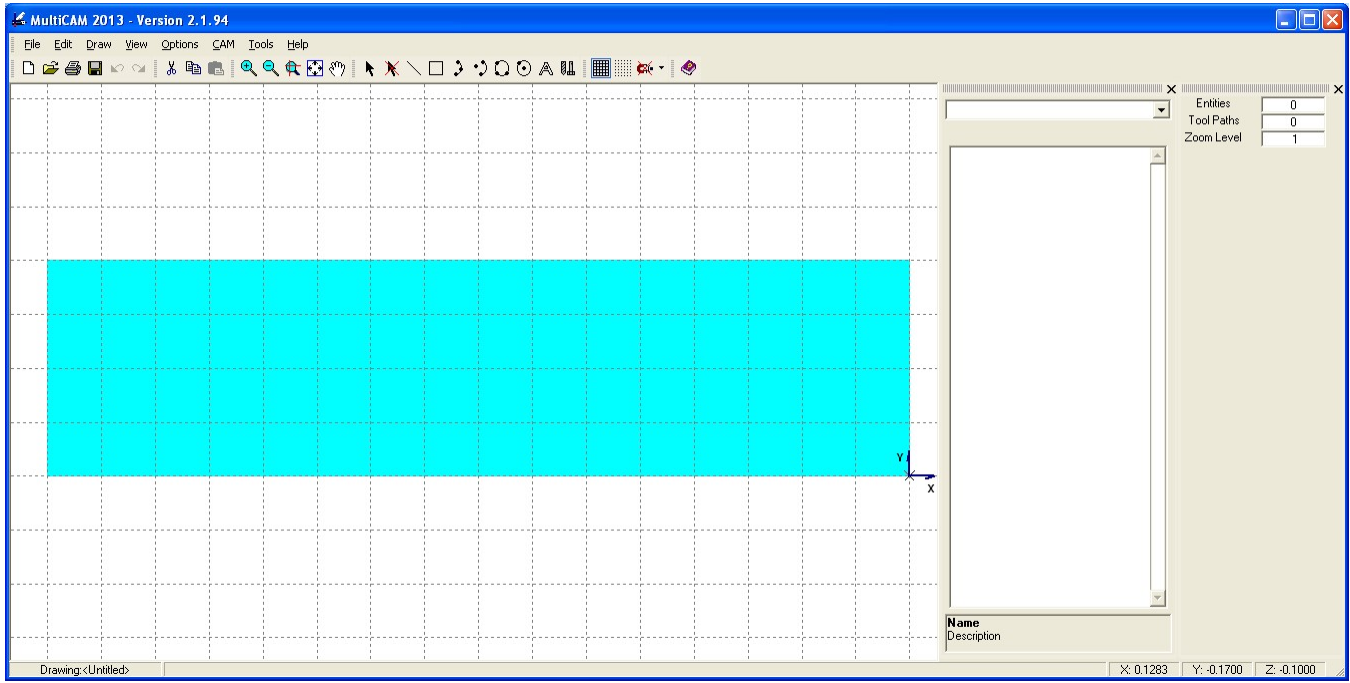 MultiCAM 2013 - Version 2.1.94
File Edit Draw View Options CAM Tools Help
Entities 0
Tool Paths 0
Zoom Level 1
Y
X
Name
Description
Drawing:<Untitled> X: 0.1283 Y: -0.1700 Z: -0.1000